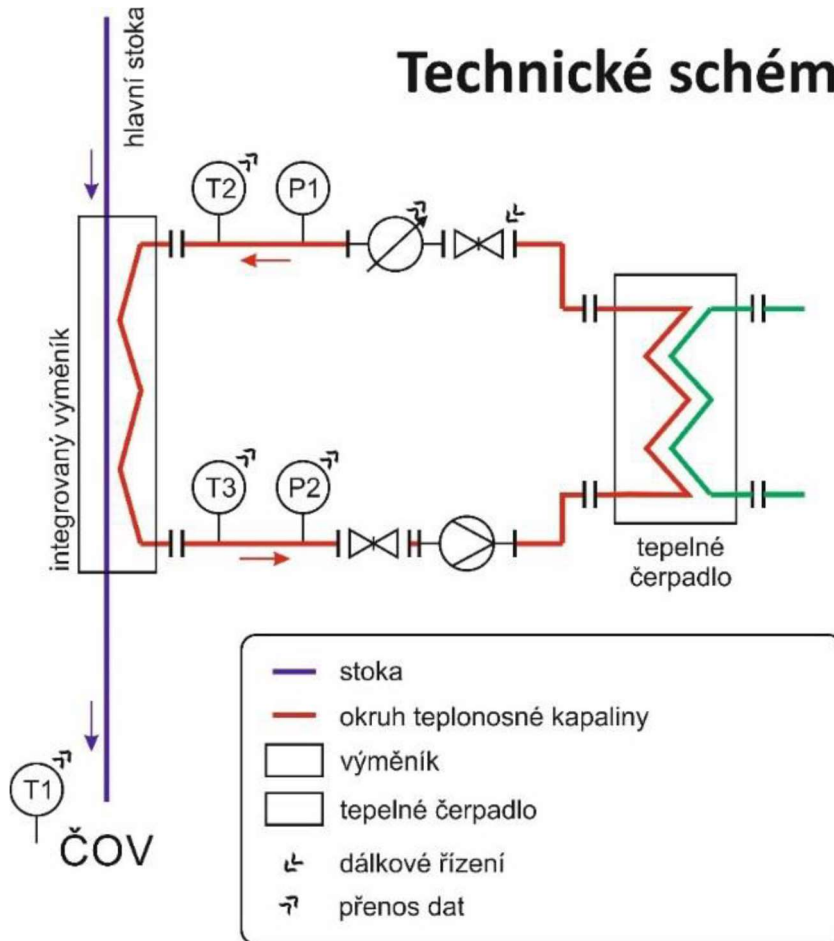 Technické schém
hlavní stoka
T2
P1
integrovaný výměník
T3
P2
tepelné
čerpadlo
T1
ČOV
stoka
okruh teplonosné kapaliny
výměník
tepelné čerpadlo
dálkové řízení
přenos dat